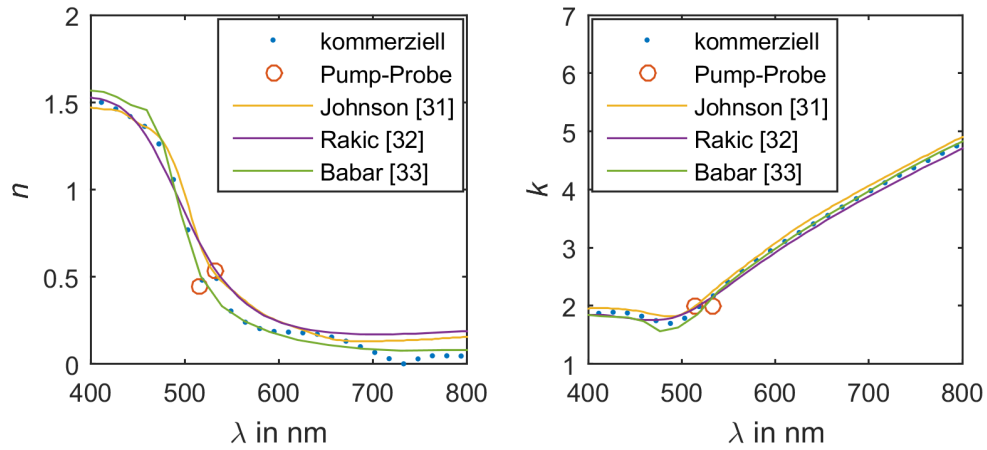 2
1.5
1
0.5
0
n
400
500
600
700
800
λ in nm
kommerziell
Pump-Probe
Johnson [31]
Rakic [32]
Babar [33]
7
6
5
4
3
2
1
k
400
500
600
700
800
λ in nm
kommerziell
Pump-Probe
Johnson [31]
Rakic [32]
Babar [33]